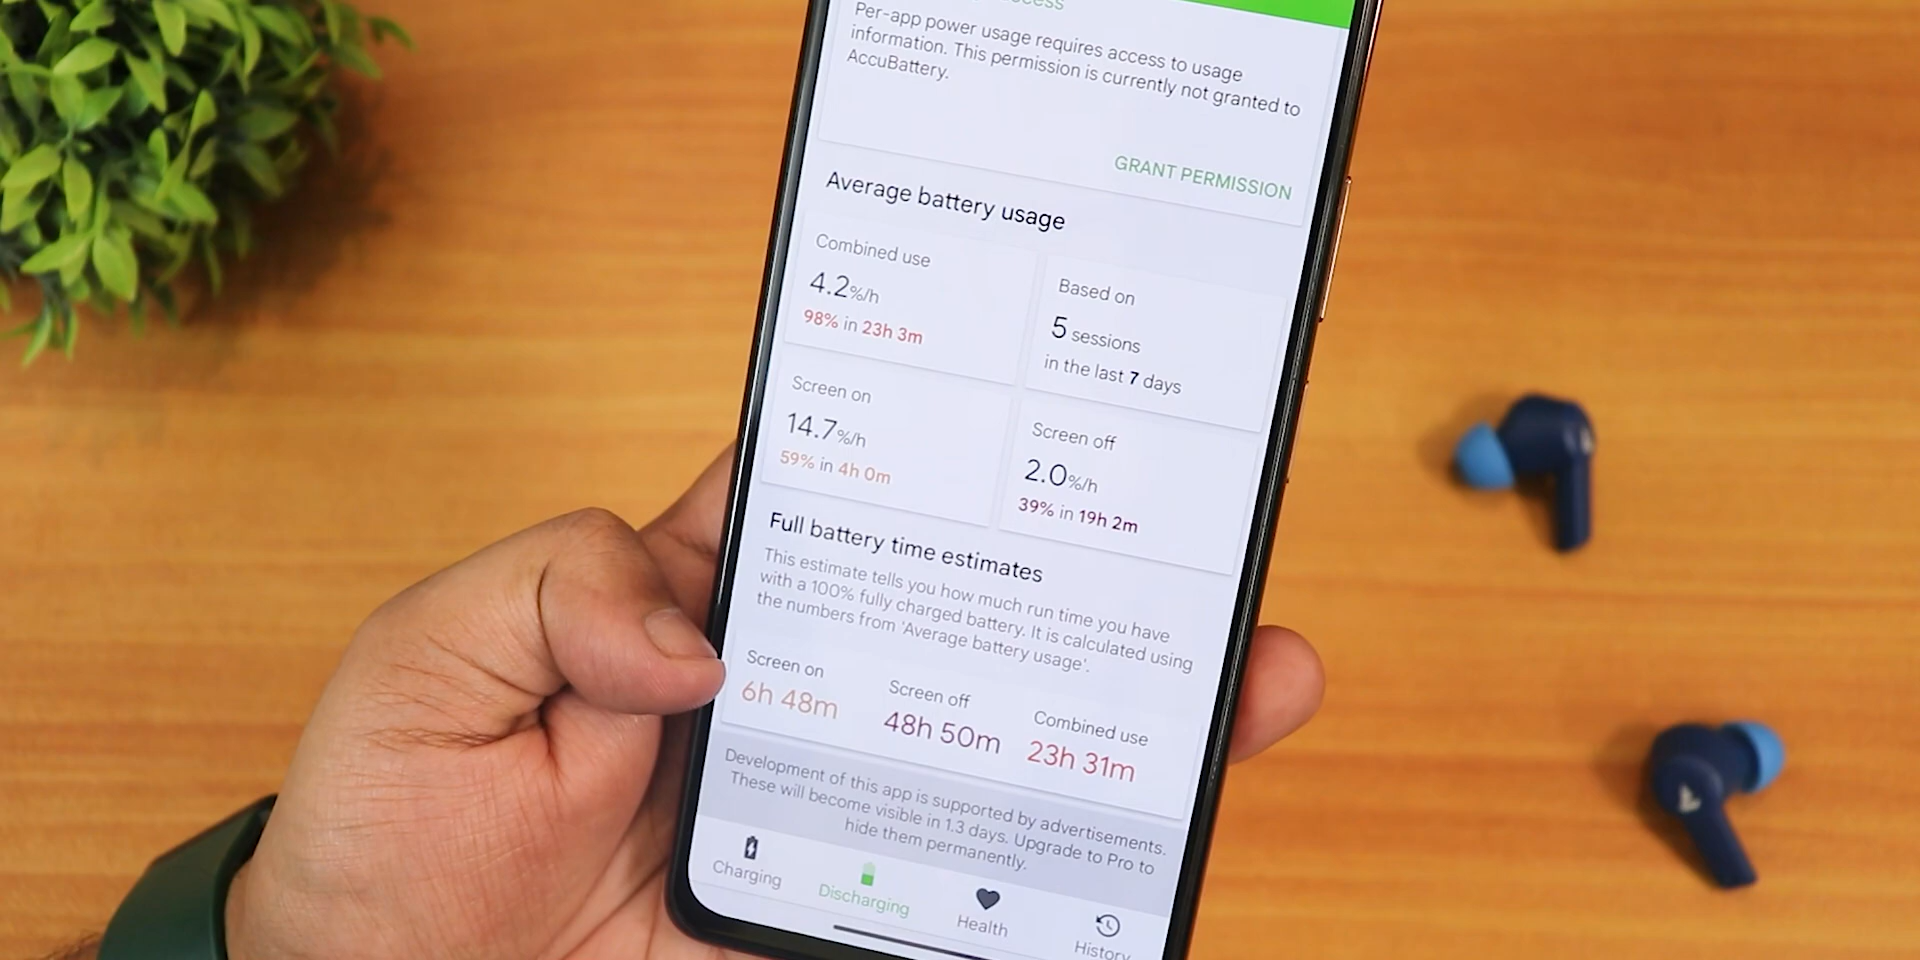 Per-app power usage requires access to usage
information. This permission is currently not granted to
AccuBattery.
GRANT PERMISSION
Average battery usage
Combined use
4.2%/h
98% in 23h 3m
Based on
5 sessions
in the last 7 days
Screen on
14.7%/h
59% in 4h 0m
Screen off
2.0%/h
39% in 19h 2m
Full battery time estimates
This estimate tells you how much run time you have
with a 100% fully charged battery. It is calculated using
the numbers from 'Average battery usage'.
Screen on
6h 48m
Screen off
48h 50m
Combined use
23h 31m
Development of this app is supported by advertisements.
These will become visible in 1.3 days. Upgrade to Pro to
hide them permanently.
Charging
Discharging
Health
History